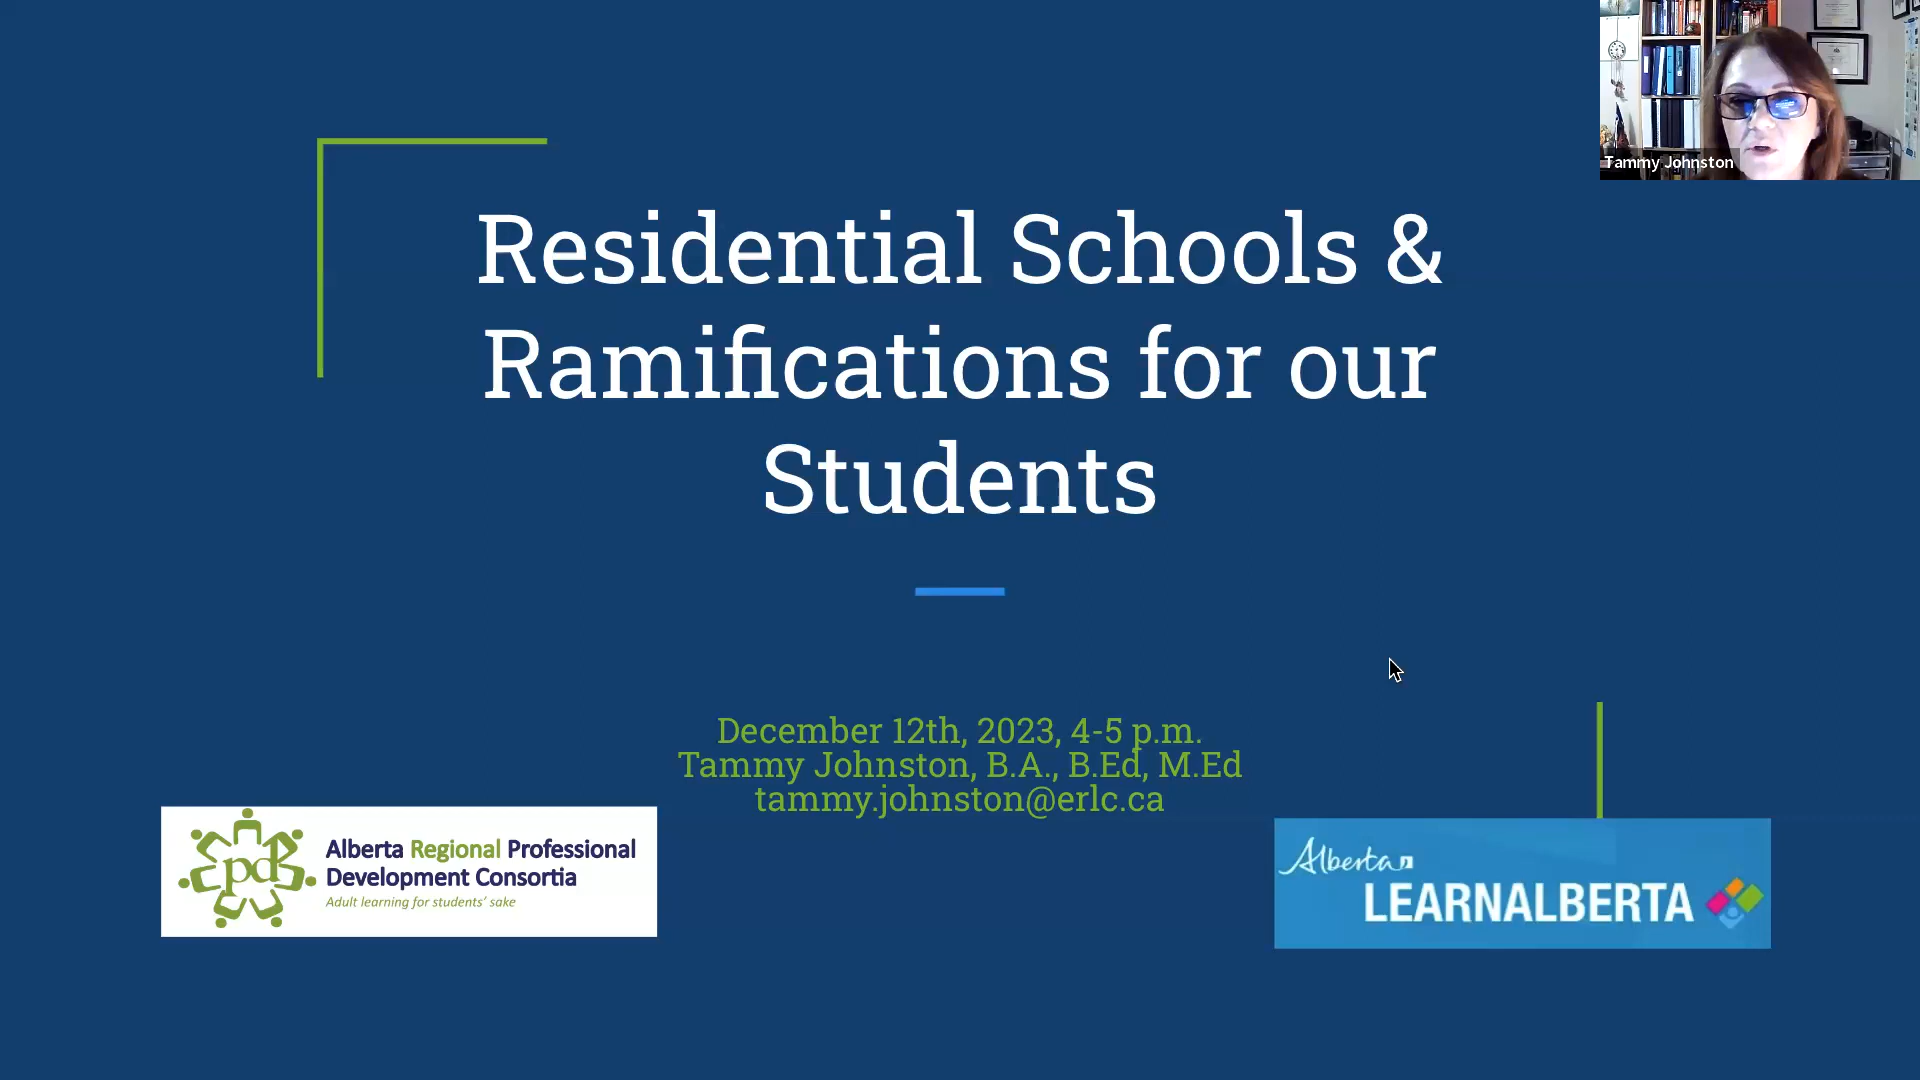 Tammy Johnston
Residential Schools &
Ramifications for our
Students
December 12th, 2023, 4-5 p.m.
Tammy Johnston, B.A., B.Ed, M.Ed
tammy.johnston@erlc.ca
pd
Alberta Regional Professional
Development Consortia
Adult learning for students' sake
Alberta
LEARNALBERTA